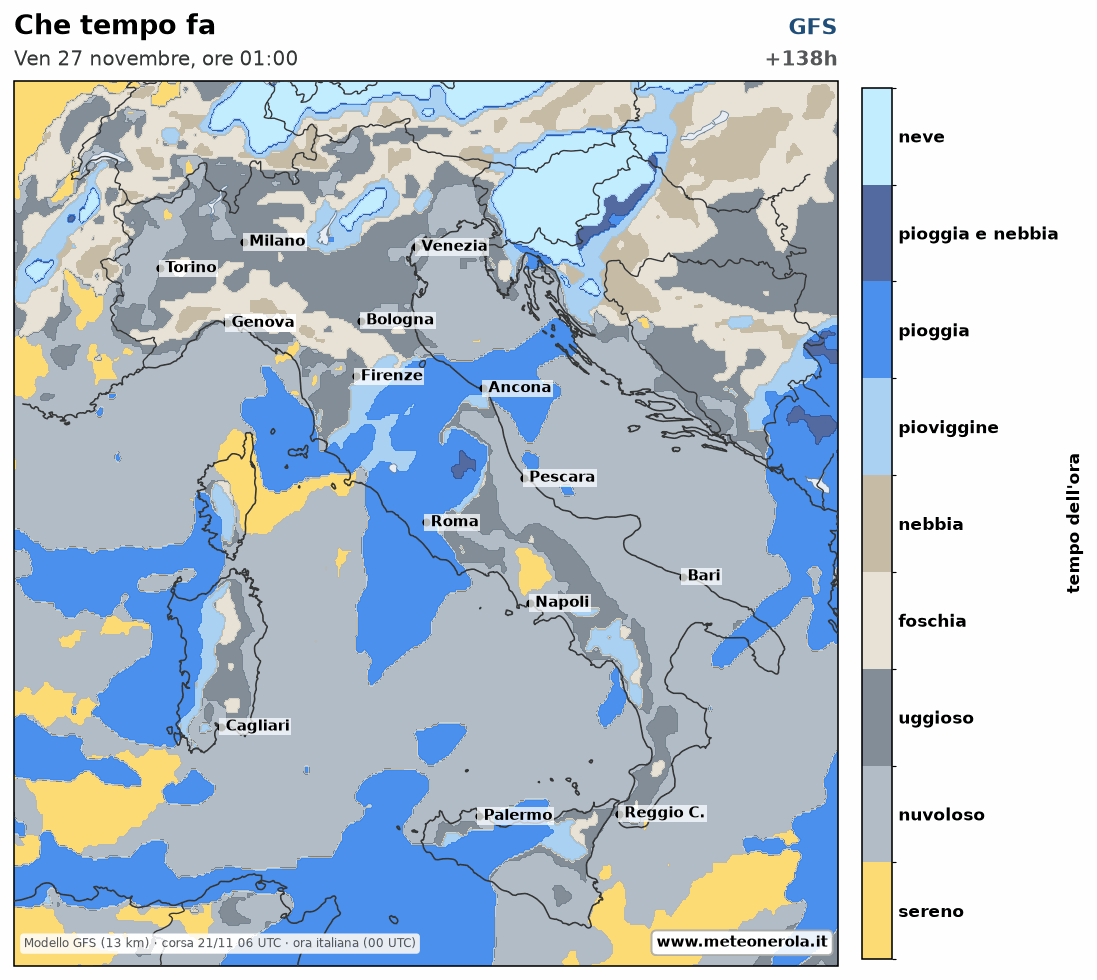 Che tempo fa
GFS
Ven 27 novembre, ore 01:00
+138h
neve
pioggia e nebbia
pioggia
pioviggine
nebbia
foschia
uggioso
nuvoloso
sereno
tempo dell'ora
Milano
Venezia
Torino
Genova
Bologna
Firenze
Ancona
Pescara
Roma
Bari
Napoli
Cagliari
Palermo
Reggio C.
Modello GFS (13 km) · corsa 21/11 06 UTC · ora italiana (00 UTC)
www.meteonerola.it